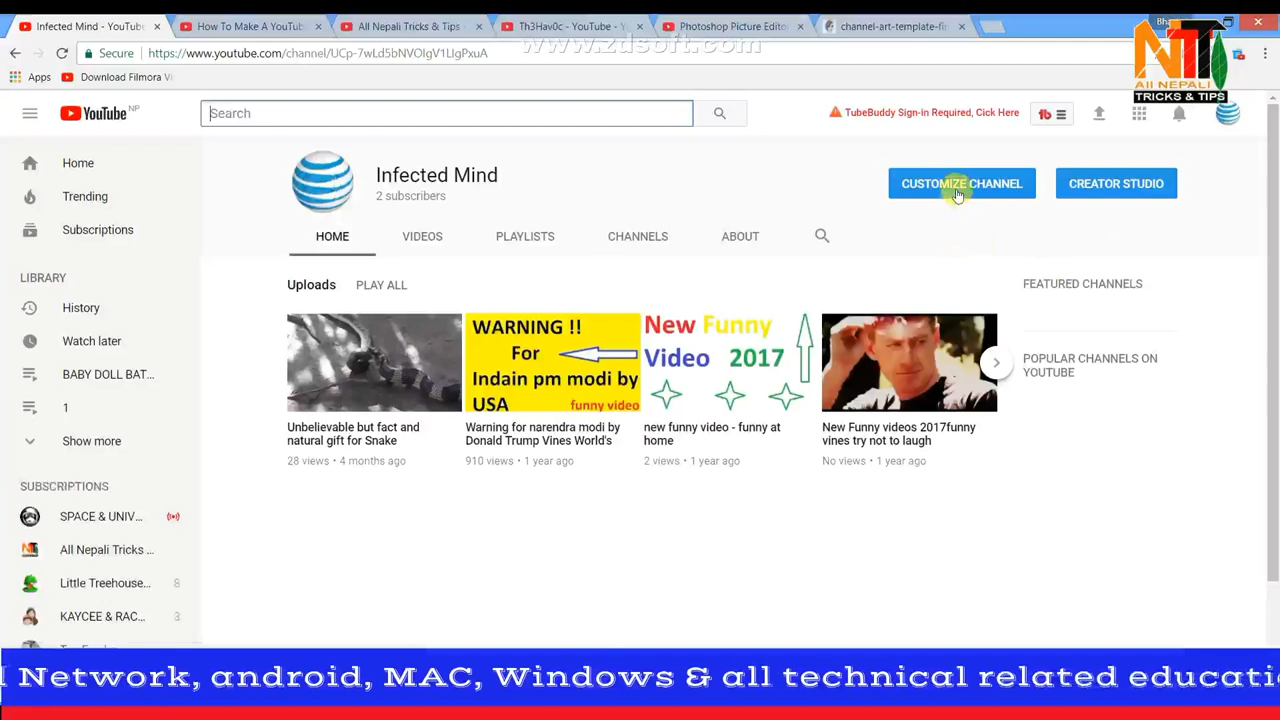 Infected Mind - YouTube
How To Make A YouTub
All Nepali Tricks & Tips
Th3Hav0c - YouTube - Y
Photoshop Picture Editor
channel-art-template-fi
Secure
https://www.youtube.com/channel/UCp-7wLd5bNVOIgV1LIgPxuA
www.zdsoft.com
Apps
Download Filmora Vi
NTT
All NEPALI
TRICKS & TIPS
YouTube NP
Search
TubeBuddy Sign-in Required, Cick Here
tb
Home
Trending
Subscriptions
LIBRARY
History
Watch later
BABY DOLL BAT...
1
Show more
SUBSCRIPTIONS
SPACE & UNIV...
All Nepali Tricks ...
Little Treehouse... 8
KAYCEE & RAC... 3
Infected Mind
2 subscribers
CUSTOMIZE CHANNEL
CREATOR STUDIO
HOME
VIDEOS
PLAYLISTS
CHANNELS
ABOUT
Uploads
PLAY ALL
WARNING !!
For
Indain pm modi by
USA
funny video
New Funny
Video 2017
Unbelievable but fact and
natural gift for Snake
28 views • 4 months ago
Warning for narendra modi by
Donald Trump Vines World's
910 views • 1 year ago
new funny video - funny at
home
2 views • 1 year ago
New Funny videos 2017funny
vines try not to laugh
No views • 1 year ago
FEATURED CHANNELS
POPULAR CHANNELS ON
YOUTUBE
Network, android, MAC, Windows & all technical related educati